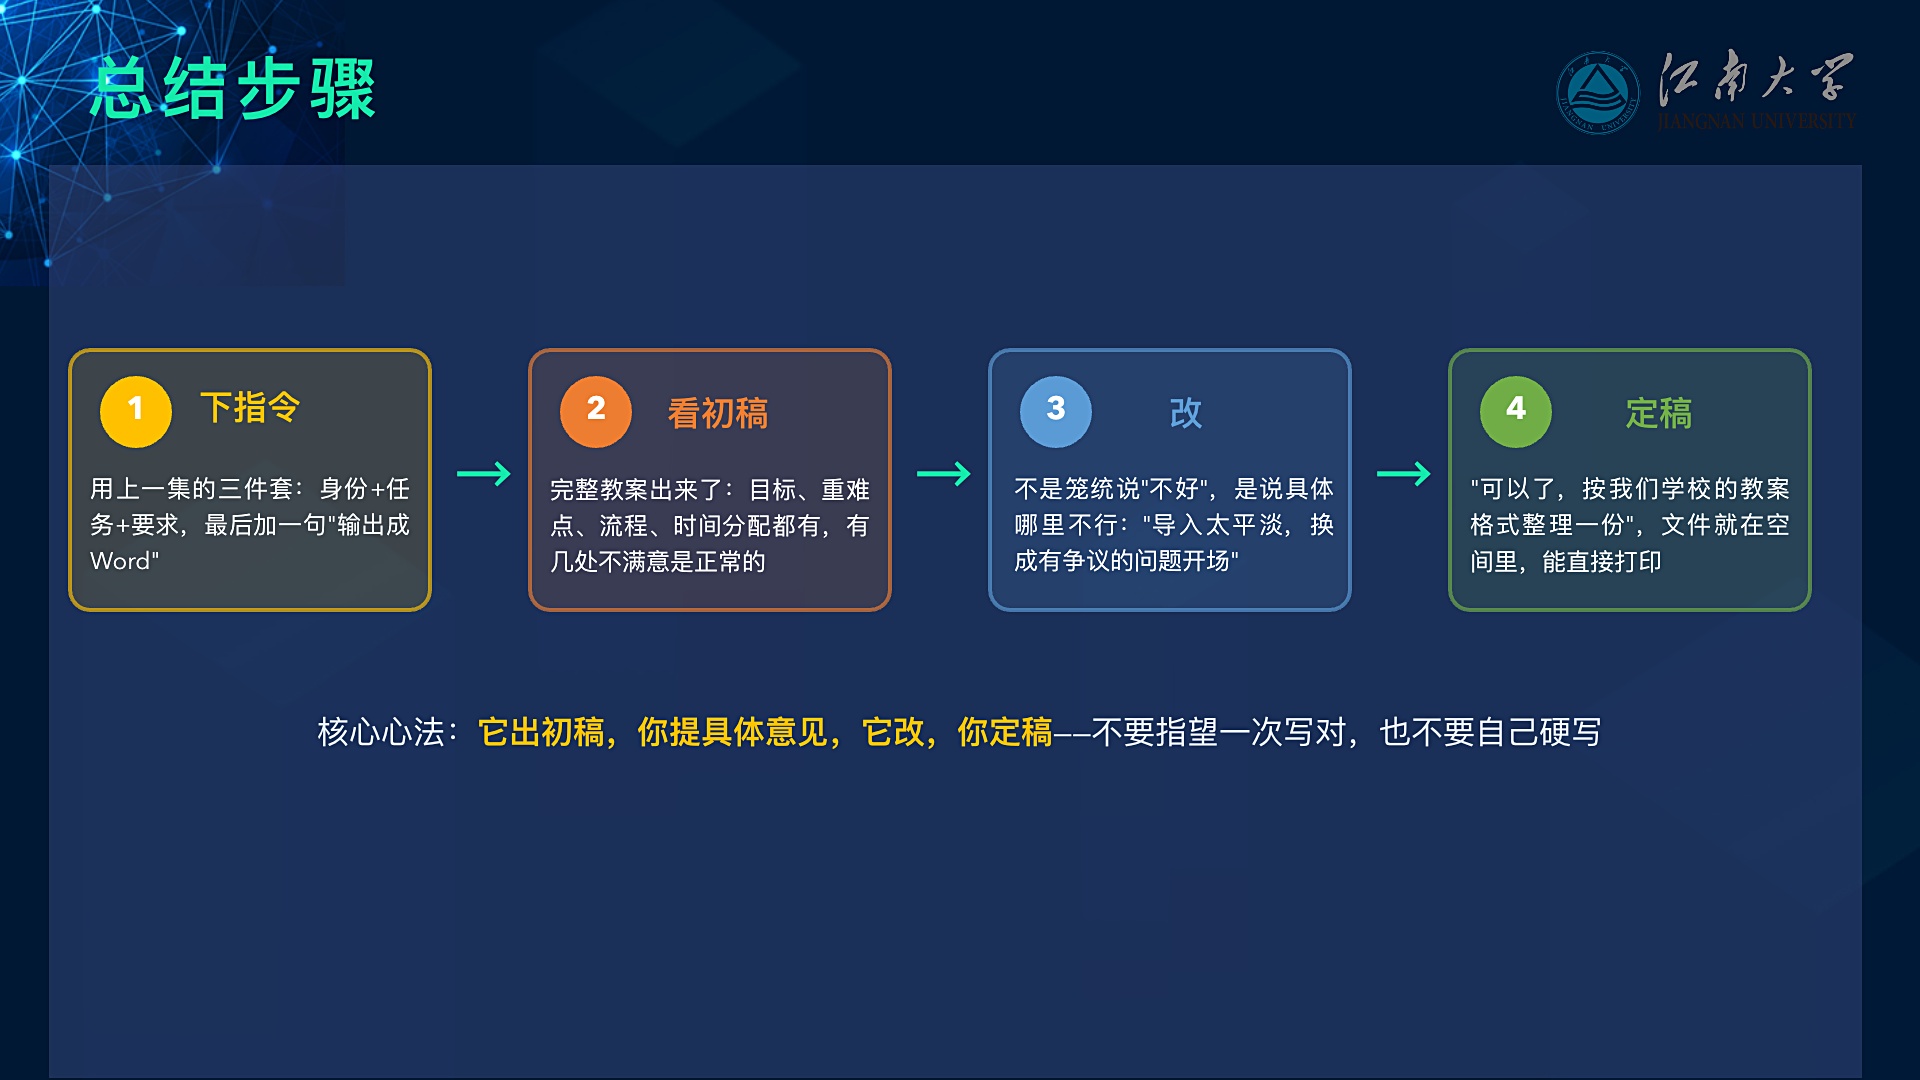 总结步骤
江南大学
JIANGNAN UNIVERSITY
1
下指令
用上一集的三件套：身份+任
务+要求，最后加一句"输出成
Word"
2
看初稿
完整教案出来了：目标、重难
点、流程、时间分配都有，有
几处不满意是正常的
3
改
不是笼统说"不好"，是说具体
哪里不行："导入太平淡，换
成有争议的问题开场"
4
定稿
"可以了，按我们学校的教案
格式整理一份"，文件就在空
间里，能直接打印
核心心法：它出初稿，你提具体意见，它改，你定稿——不要指望一次写对，也不要自己硬写